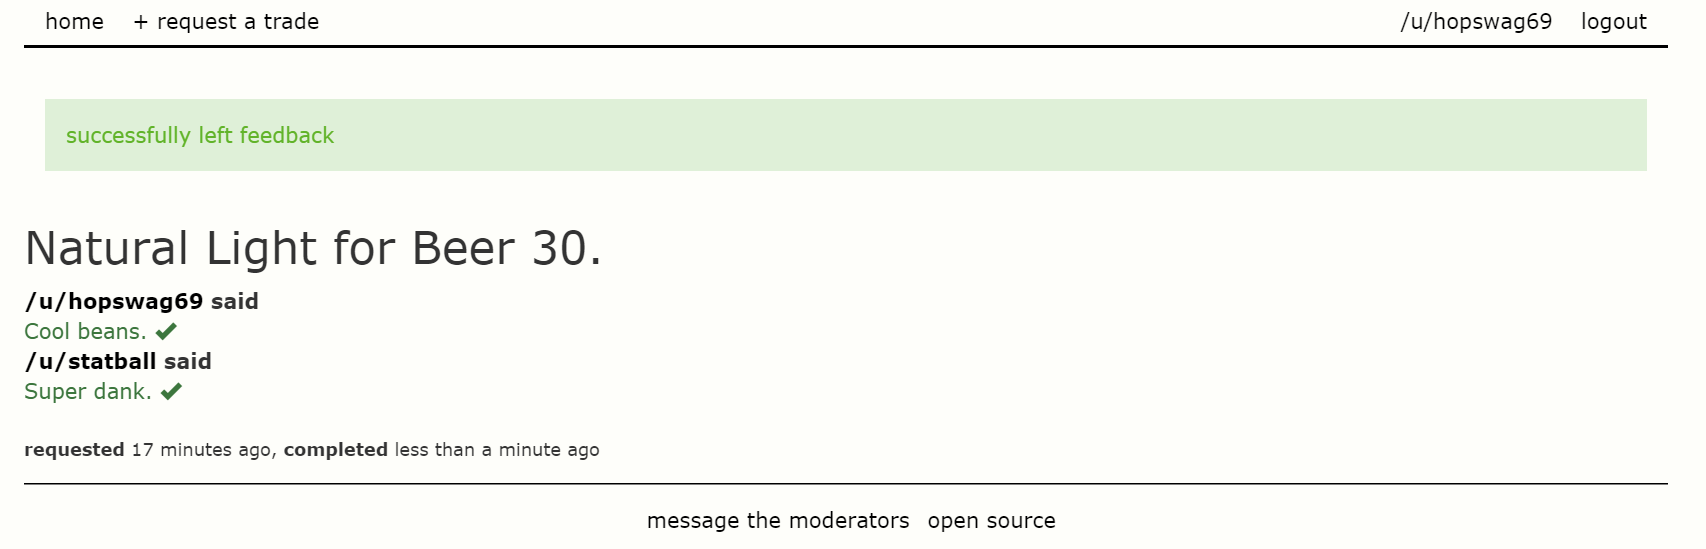 home + request a trade /u/hopswag69 logout
successfully left feedback
Natural Light for Beer 30.
/u/hopswag69 said
Cool beans. ✔
/u/statball said
Super dank. ✔
requested 17 minutes ago, completed less than a minute ago
message the moderators open source